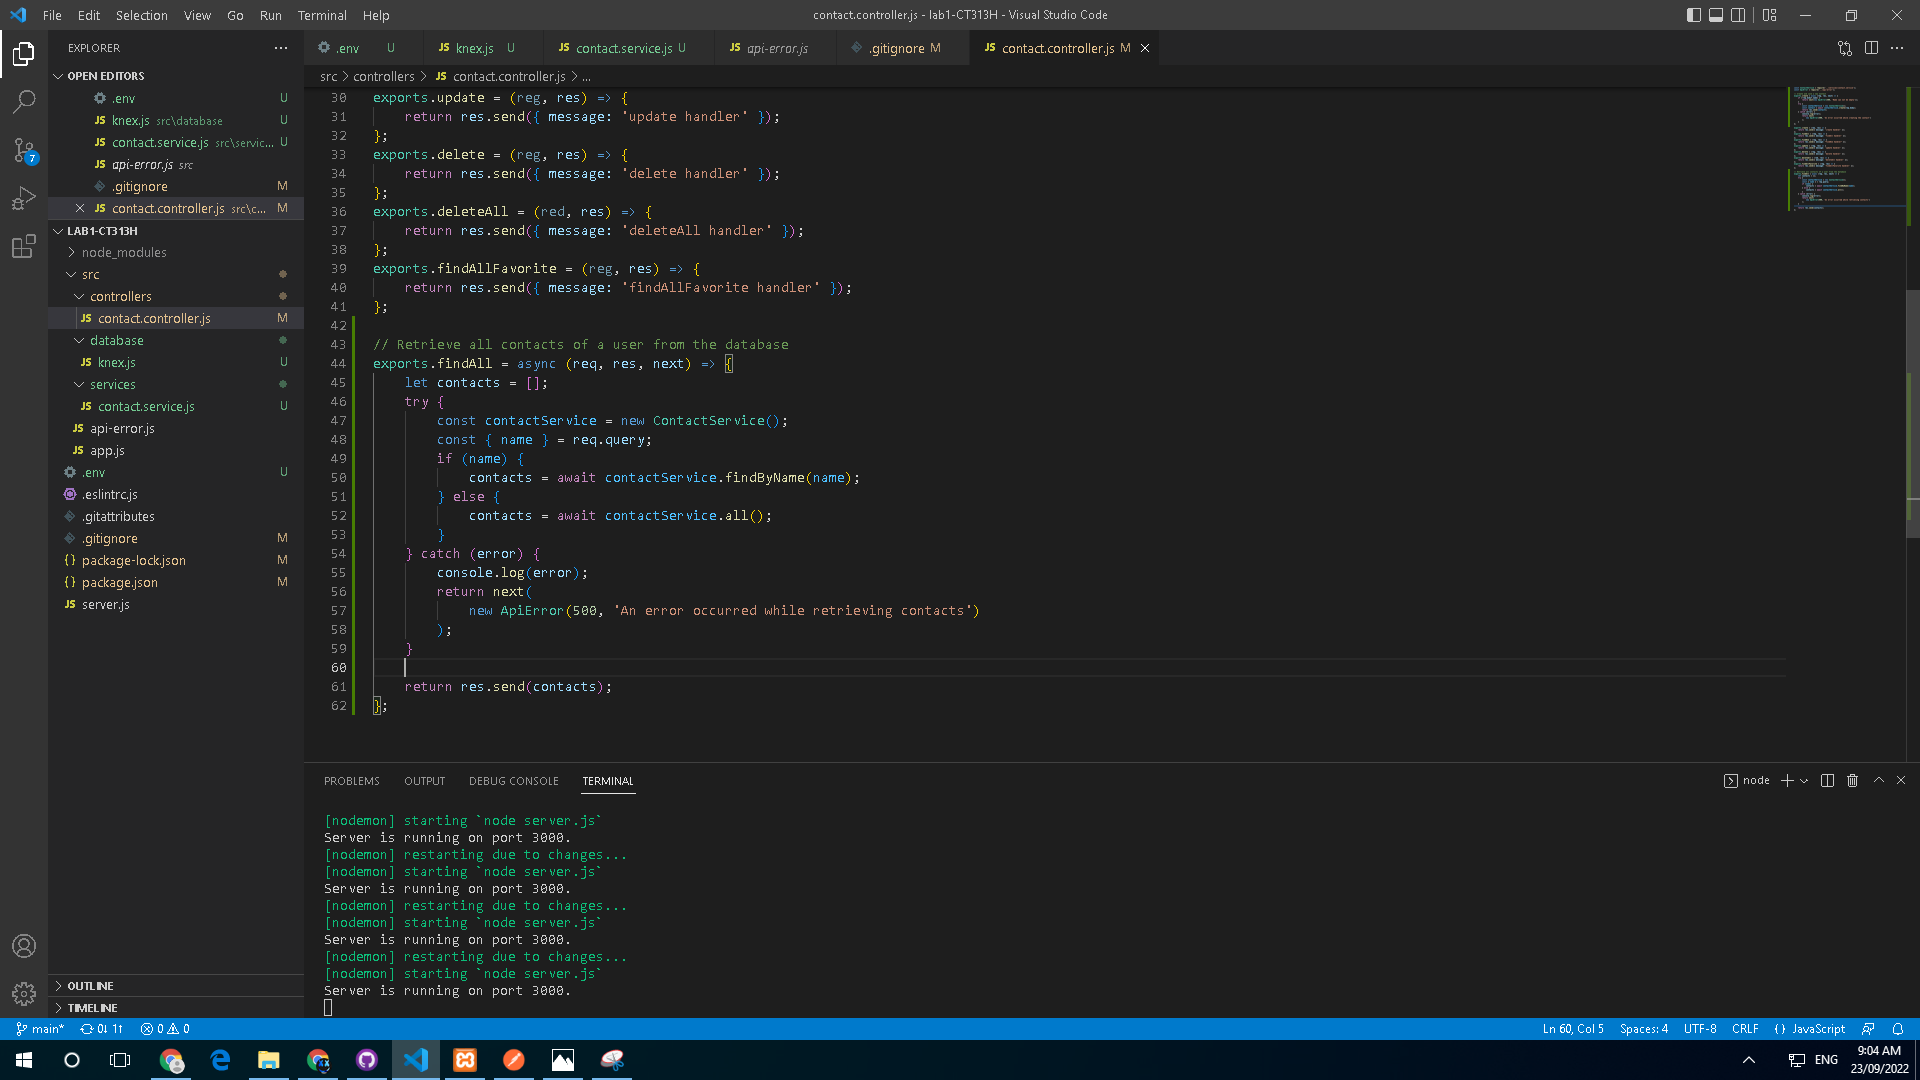 File Edit Selection View Go Run Terminal Help
contact.controller.js - lab1-CT313H - Visual Studio Code
EXPLORER
OPEN EDITORS
.env U
knex.js src\database U
contact.service.js src\servic... U
api-error.js src
.gitignore M
contact.controller.js src\c... M
LAB1-CT313H
node_modules
src
controllers
JS contact.controller.js M
database
JS knex.js U
services
JS contact.service.js U
JS api-error.js
JS app.js
.env U
.eslintrc.js
.gitattributes
.gitignore M
{} package-lock.json M
{} package.json M
JS server.js
OUTLINE
TIMELINE
7
.env U
JS knex.js U
JS contact.service.js U
JS api-error.js
.gitignore M
JS contact.controller.js M
src > controllers > JS contact.controller.js > ...
30 exports.update = (reg, res) => {
31 return res.send({ message: 'update handler' });
32 };
33 exports.delete = (reg, res) => {
34 return res.send({ message: 'delete handler' });
35 };
36 exports.deleteAll = (red, res) => {
37 return res.send({ message: 'deleteAll handler' });
38 };
39 exports.findAllFavorite = (reg, res) => {
40 return res.send({ message: 'findAllFavorite handler' });
41 };
42
43 // Retrieve all contacts of a user from the database
44 exports.findAll = async (req, res, next) => {
45 let contacts = [];
46 try {
47 const contactService = new ContactService();
48 const { name } = req.query;
49 if (name) {
50 contacts = await contactService.findByName(name);
51 } else {
52 contacts = await contactService.all();
53 }
54 } catch (error) {
55 console.log(error);
56 return next(
57 new ApiError(500, 'An error occurred while retrieving contacts')
58 );
59 }
60
61 return res.send(contacts);
62 };
PROBLEMS OUTPUT DEBUG CONSOLE TERMINAL
node
[nodemon] starting `node server.js`
Server is running on port 3000.
[nodemon] restarting due to changes...
[nodemon] starting `node server.js`
Server is running on port 3000.
[nodemon] restarting due to changes...
[nodemon] starting `node server.js`
Server is running on port 3000.
[nodemon] restarting due to changes...
[nodemon] starting `node server.js`
Server is running on port 3000.
main* 0↓ 1↑ 0 0
Ln 60, Col 5 Spaces: 4 UTF-8 CRLF {} JavaScript
ENG
9:04 AM
23/09/2022